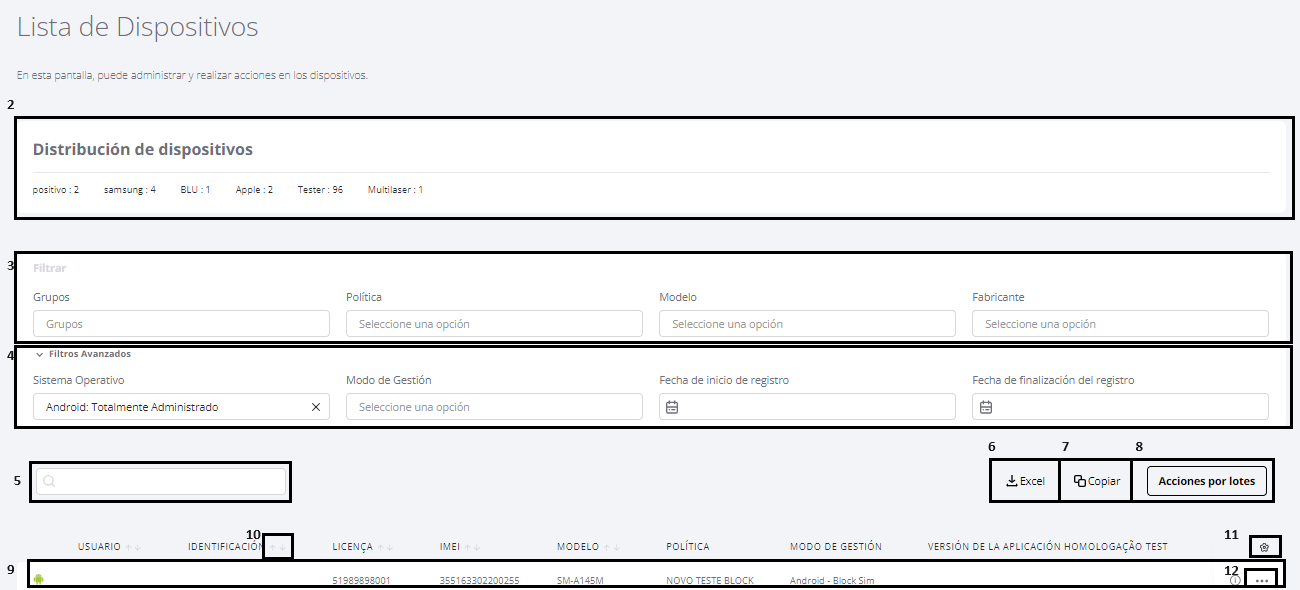 Lista de Dispositivos
En esta pantalla, puede administrar y realizar acciones en los dispositivos.
2
Distribución de dispositivos
positivo : 2 samsung : 4 BLU : 1 Apple : 2 Tester : 96 Multilaser : 1
3
Filtrar
Grupos Política Modelo Fabricante
Grupos Seleccione una opción Seleccione una opción Seleccione una opción
4
Filtros Avanzados
Sistema Operativo Modo de Gestión Fecha de inicio de registro Fecha de finalización del registro
Android: Totalmente Administrado Seleccione una opción
6 7 8
5
Excel Copiar Acciones por lotes
10 11
USUARIO IDENTIFICACIÓN LICENÇA IMEI MODELO POLÍTICA MODO DE GESTIÓN VERSIÓN DE LA APLICACIÓN HOMOLOGAÇÃO TEST
9 12
51989898001 355163302200255 SM-A145M NOVO TESTE BLOCK Android - Block Sim